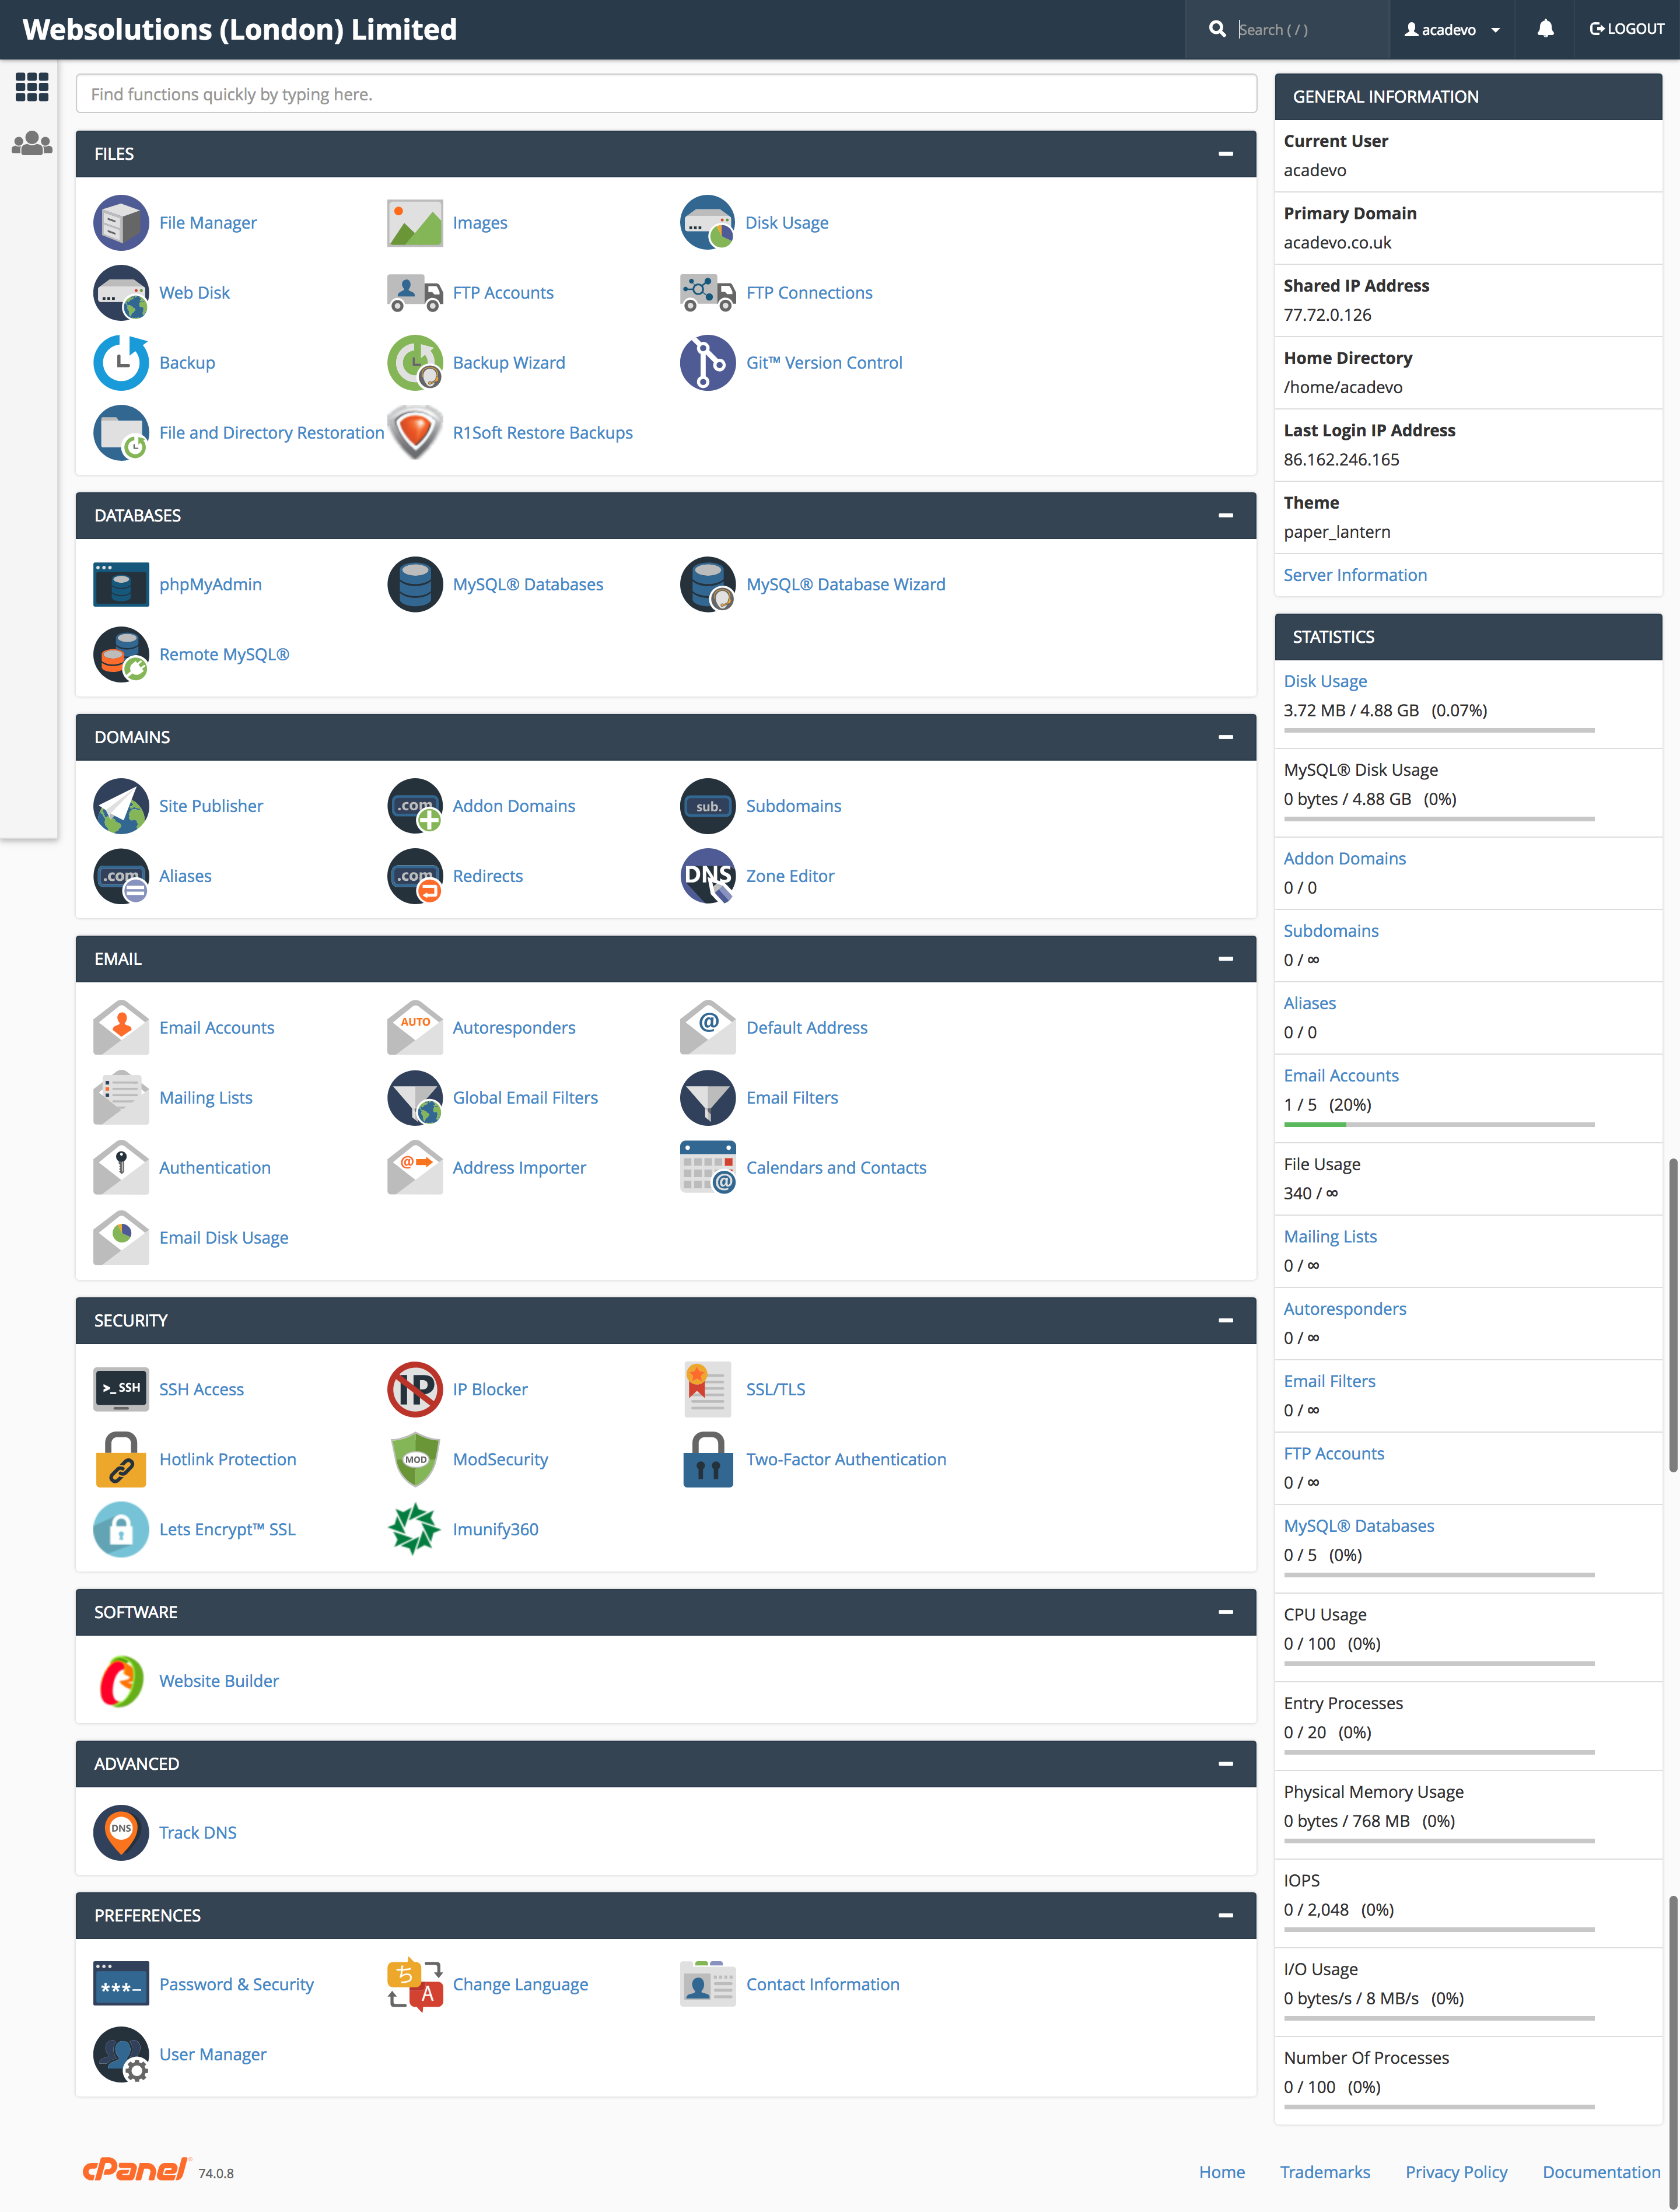 Websolutions (London) Limited
Search ( / )
acadevo
LOGOUT
Find functions quickly by typing here.
FILES
File Manager
Images
Disk Usage
Web Disk
FTP Accounts
FTP Connections
Backup
Backup Wizard
Git™ Version Control
File and Directory Restoration
R1Soft Restore Backups
DATABASES
phpMyAdmin
MySQL® Databases
MySQL® Database Wizard
Remote MySQL®
DOMAINS
Site Publisher
.com
Addon Domains
sub.
Subdomains
.com
Aliases
.com
Redirects
DNS
Zone Editor
EMAIL
Email Accounts
AUTO
Autoresponders
@
Default Address
Mailing Lists
Global Email Filters
Email Filters
Authentication
@
Address Importer
@
Calendars and Contacts
Email Disk Usage
SECURITY
>_ SSH
SSH Access
IP
IP Blocker
SSL/TLS
Hotlink Protection
MOD
ModSecurity
Two-Factor Authentication
Lets Encrypt™ SSL
Imunify360
SOFTWARE
Website Builder
ADVANCED
DNS
Track DNS
PREFERENCES
***_
Password & Security
ち
A
Change Language
Contact Information
User Manager
GENERAL INFORMATION
Current User
acadevo
Primary Domain
acadevo.co.uk
Shared IP Address
77.72.0.126
Home Directory
/home/acadevo
Last Login IP Address
86.162.246.165
Theme
paper_lantern
Server Information
STATISTICS
Disk Usage
3.72 MB / 4.88 GB (0.07%)
MySQL® Disk Usage
0 bytes / 4.88 GB (0%)
Addon Domains
0 / 0
Subdomains
0 / ∞
Aliases
0 / 0
Email Accounts
1 / 5 (20%)
File Usage
340 / ∞
Mailing Lists
0 / ∞
Autoresponders
0 / ∞
Email Filters
0 / ∞
FTP Accounts
0 / ∞
MySQL® Databases
0 / 5 (0%)
CPU Usage
0 / 100 (0%)
Entry Processes
0 / 20 (0%)
Physical Memory Usage
0 bytes / 768 MB (0%)
IOPS
0 / 2,048 (0%)
I/O Usage
0 bytes/s / 8 MB/s (0%)
Number Of Processes
0 / 100 (0%)
cPanel® 74.0.8
Home
Trademarks
Privacy Policy
Documentation